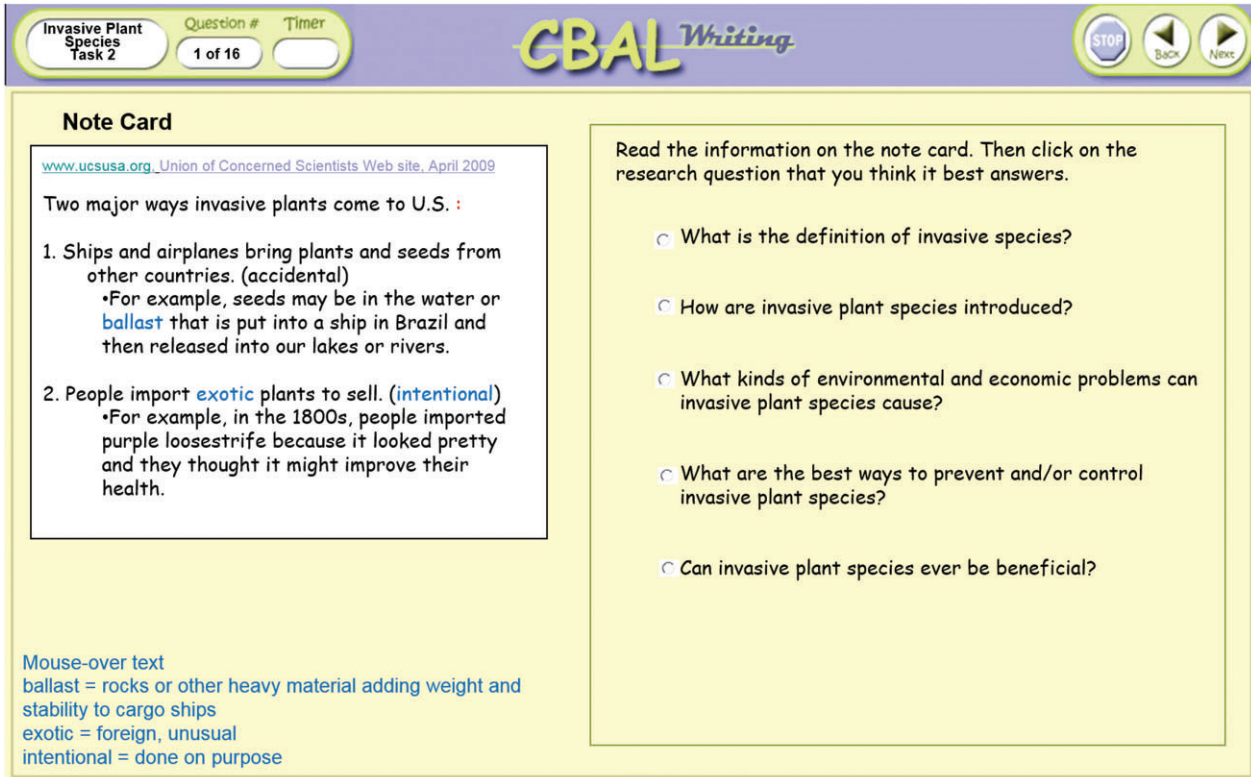 Invasive Plant
Species
Task 2
Question #
1 of 16
Timer
CBAL Writing
STOP
Back
Next
Note Card
www.ucsusa.org. Union of Concerned Scientists Web site, April 2009
Two major ways invasive plants come to U.S. :
1. Ships and airplanes bring plants and seeds from
other countries. (accidental)
•For example, seeds may be in the water or
ballast that is put into a ship in Brazil and
then released into our lakes or rivers.
2. People import exotic plants to sell. (intentional)
•For example, in the 1800s, people imported
purple loosestrife because it looked pretty
and they thought it might improve their
health.
Mouse-over text
ballast = rocks or other heavy material adding weight and
stability to cargo ships
exotic = foreign, unusual
intentional = done on purpose
Read the information on the note card. Then click on the
research question that you think it best answers.
What is the definition of invasive species?
How are invasive plant species introduced?
What kinds of environmental and economic problems can
invasive plant species cause?
What are the best ways to prevent and/or control
invasive plant species?
Can invasive plant species ever be beneficial?